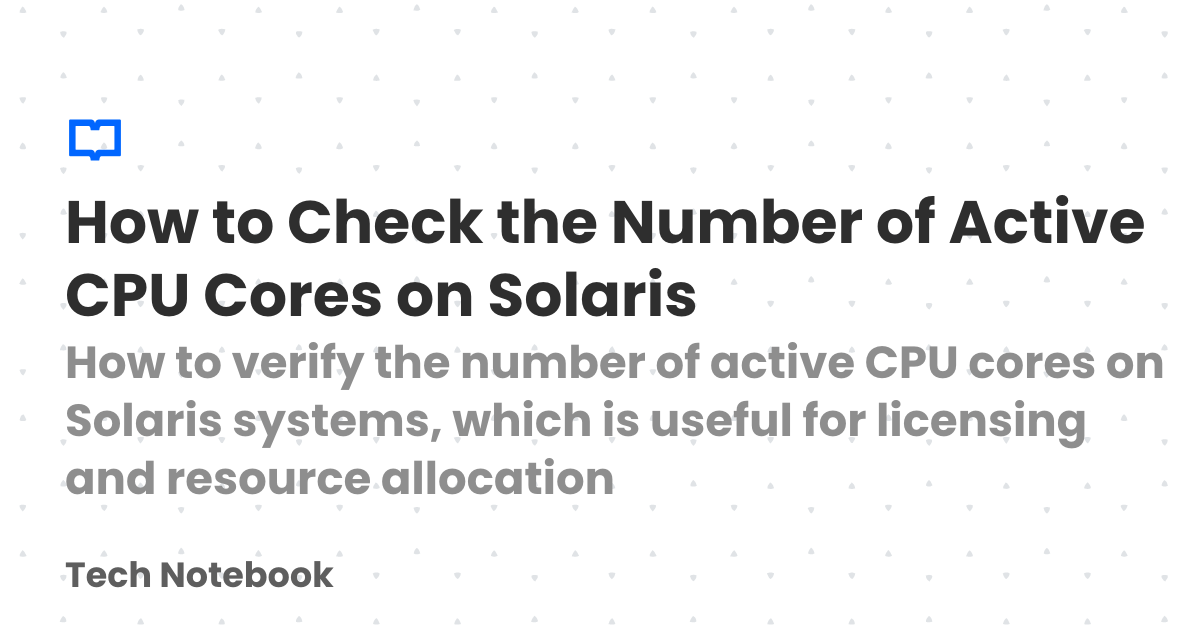 How to Check the Number of Active
CPU Cores on Solaris
How to verify the number of active CPU cores on
Solaris systems, which is useful for licensing
and resource allocation
Tech Notebook